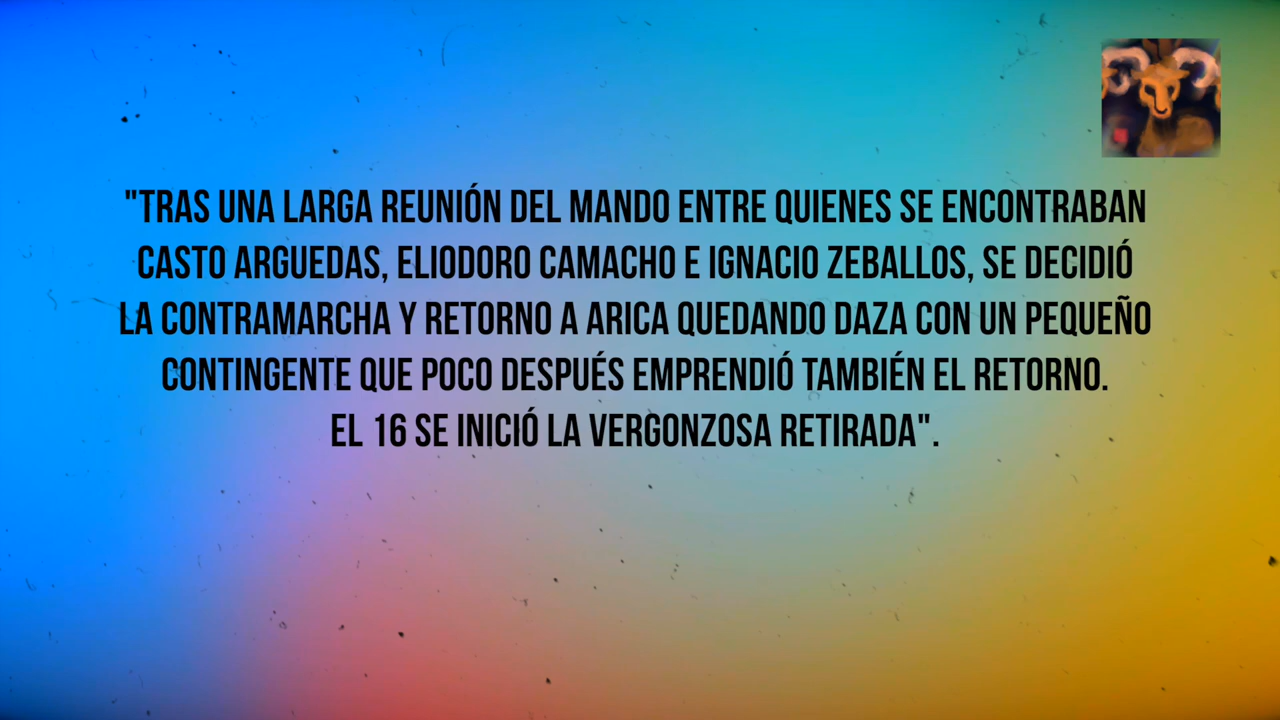 "TRAS UNA LARGA REUNIÓN DEL MANDO ENTRE QUIENES SE ENCONTRABAN
CASTO ARGUEDAS, ELIODORO CAMACHO E IGNACIO ZEBALLOS, SE DECIDIÓ
LA CONTRAMARCHA Y RETORNO A ARICA QUEDANDO DAZA CON UN PEQUEÑO
CONTINGENTE QUE POCO DESPUÉS EMPRENDIÓ TAMBIÉN EL RETORNO.
EL 16 SE INICIÓ LA VERGONZOSA RETIRADA".